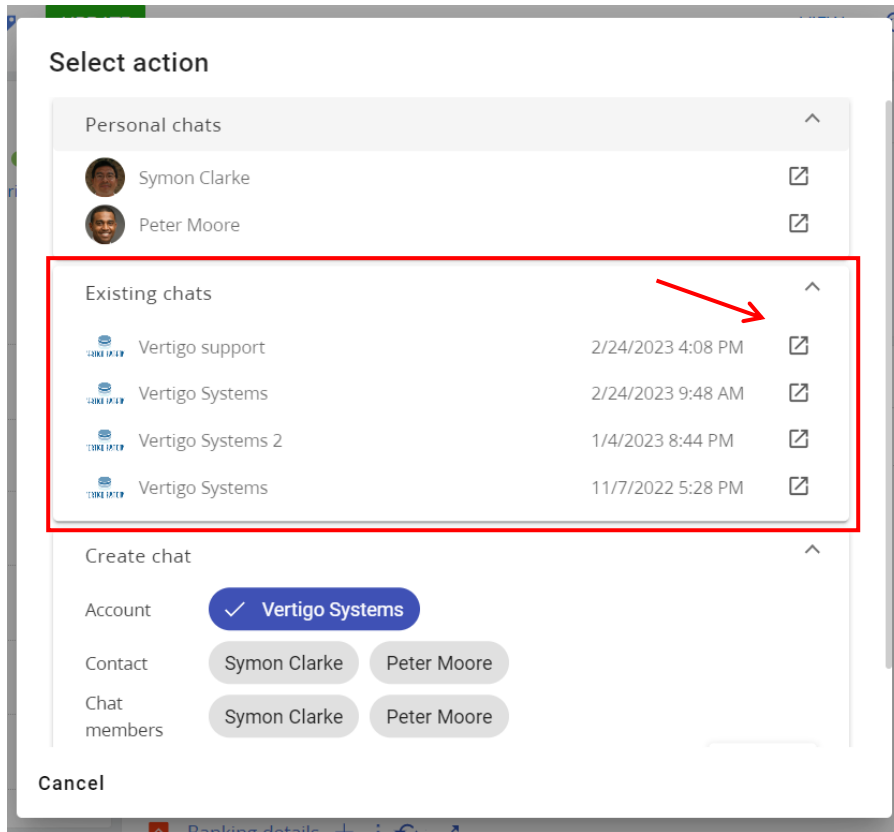 Select action
Personal chats
Symon Clarke
Peter Moore
Existing chats
Vertigo support 2/24/2023 4:08 PM
Vertigo Systems 2/24/2023 9:48 AM
Vertigo Systems 2 1/4/2023 8:44 PM
Vertigo Systems 11/7/2022 5:28 PM
Create chat
Account Vertigo Systems
Contact Symon Clarke Peter Moore
Chat
members Symon Clarke Peter Moore
Cancel